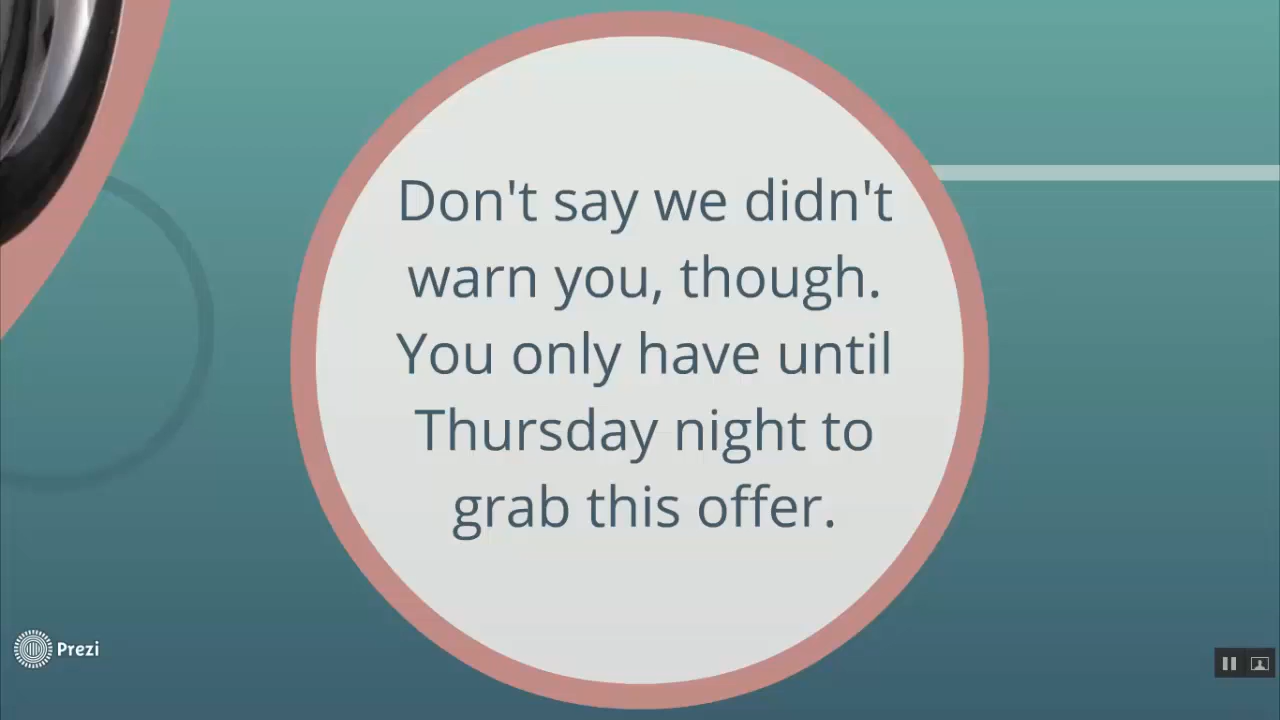 Don't say we didn't
warn you, though.
You only have until
Thursday night to
grab this offer.
Prezi